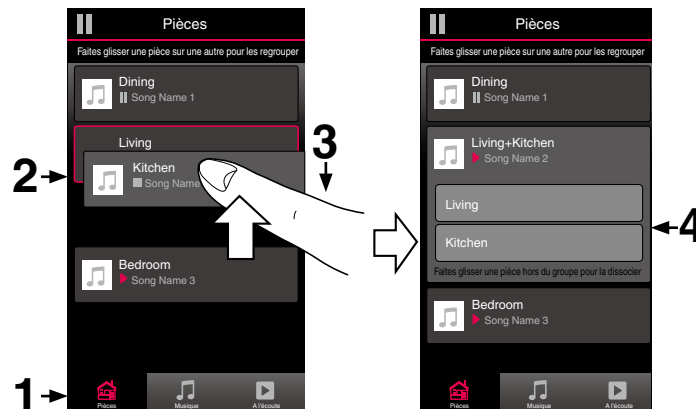 Pièces
Faites glisser une pièce sur une autre pour les regrouper
Dining
Song Name 1
Living
Kitchen
Song Name
Bedroom
Song Name 3
Pièces
Musique
A l'écoute
1
2
3
Pièces
Faites glisser une pièce sur une autre pour les regrouper
Dining
Song Name 1
Living+Kitchen
Song Name 2
Living
Kitchen
Faites glisser une pièce hors du groupe pour la dissocier
Bedroom
Song Name 3
Pièces
Musique
A l'écoute
4